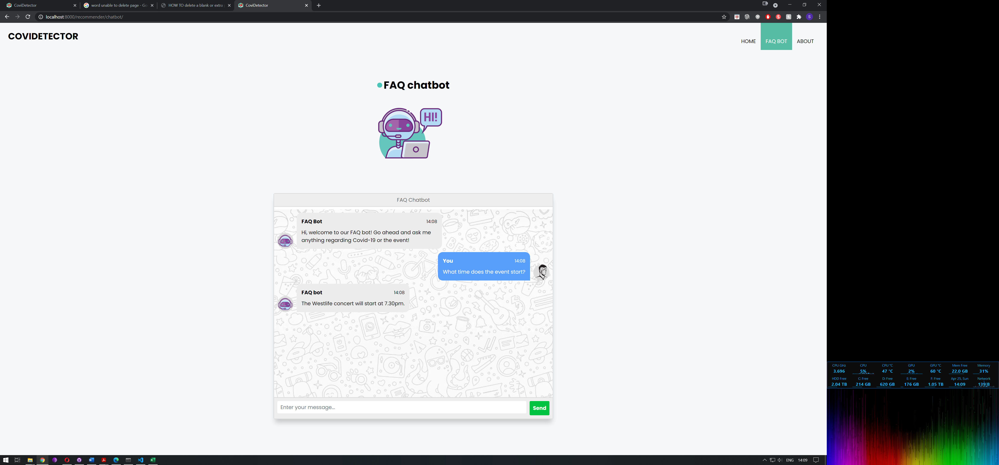 CoviDetector
word unable to delete page - Go
HOW TO delete a blank or extra
CoviDetector
localhost:8000/recommender/chatbot/
S
S
COVIDETECTOR
HOME
FAQ BOT
ABOUT
FAQ chatbot
HI!
FAQ Chatbot
FAQ Bot 14:08
Hi, welcome to our FAQ bot! Go ahead and ask me
anything regarding Covid-19 or the event!
You 14:08
What time does the event start?
FAQ bot 14:08
The Westlife concert will start at 7.30pm.
Enter your message...
Send
CPU GHz CPU CPU °C GPU GPU °C Mem Free Memory
3.696 5% 47 °C 2% 60 °C 22.0 GB 31%
HDD Free C: Free D: Free E: Free F: Free Apr 25, Sun Network
2.04 TB 214 GB 620 GB 176 GB 1.05 TB 14:09 139 B
ENG 14:09